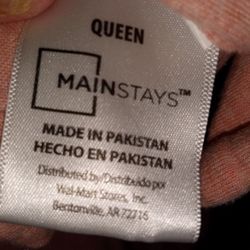 QUEEN
MAINSTAYS™
MADE IN PAKISTAN
HECHO EN PAKISTAN
Distributed by/Distribuido por
Wal-Mart Stores, Inc.
Bentonville, AR 72716